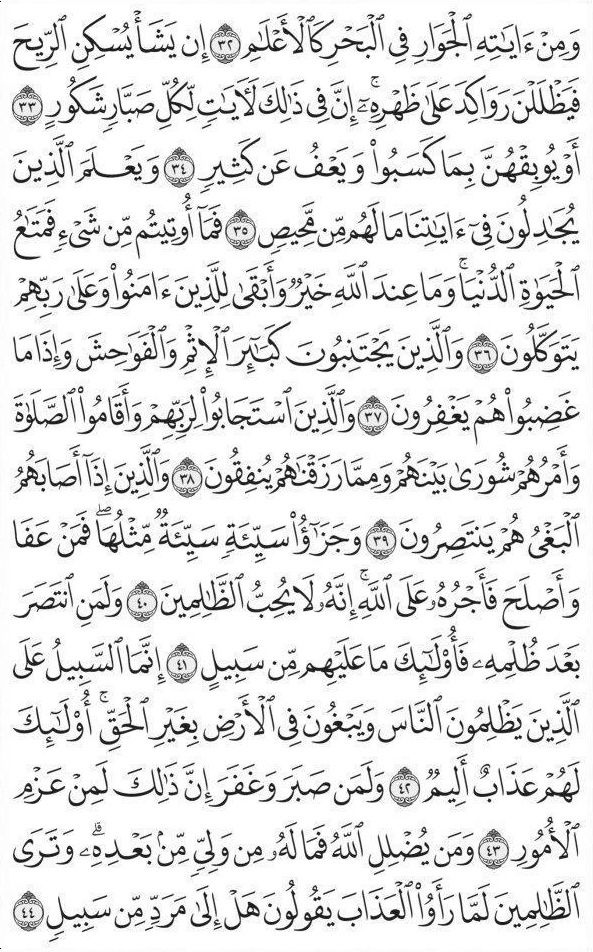 وَمِنْ ءَايَٰتِهِ ٱلْجَوَارِ فِى ٱلْبَحْرِ كَٱلْأَعْلَٰمِ ٣٢ إِن يَشَأْ يُسْكِنِ ٱلرِّيحَ
فَيَظْلَلْنَ رَوَاكِدَ عَلَىٰ ظَهْرِهِۦٓ ۚ إِنَّ فِى ذَٰلِكَ لَءَايَٰتٍ لِّكُلِّ صَبَّارٍ شَكُورٍ ٣٣
أَوْ يُوبِقْهُنَّ بِمَا كَسَبُوا۟ وَيَعْفُ عَن كَثِيرٍ ٣٤ وَيَعْلَمَ ٱلَّذِينَ
يُجَٰدِلُونَ فِىٓ ءَايَٰتِنَا مَا لَهُم مِّن مَّحِيصٍ ٣٥ فَمَآ أُوتِيتُم مِّن شَىْءٍ فَمَتَٰعُ
ٱلْحَيَوٰةِ ٱلدُّنْيَا ۖ وَمَا عِندَ ٱللَّهِ خَيْرٌ وَأَبْقَىٰ لِلَّذِينَ ءَامَنُوا۟ وَعَلَىٰ رَبِّهِمْ
يَتَوَكَّلُونَ ٣٦ وَٱلَّذِينَ يَجْتَنِبُونَ كَبَٰٓئِرَ ٱلْإِثْمِ وَٱلْفَوَٰحِشَ وَإِذَا مَا
غَضِبُوا۟ هُمْ يَغْفِرُونَ ٣٧ وَٱلَّذِينَ ٱسْتَجَابُوا۟ لِرَبِّهِمْ وَأَقَامُوا۟ ٱلصَّلَوٰةَ
وَأَمْرُهُمْ شُورَىٰ بَيْنَهُمْ وَمِمَّا رَزَقْنَٰهُمْ يُنفِقُونَ ٣٨ وَٱلَّذِينَ إِذَآ أَصَابَهُمُ
ٱلْبَغْىُ هُمْ يَنتَصِرُونَ ٣٩ وَجَزَٰٓؤُا۟ سَيِّئَةٍ سَيِّئَةٌ مِّثْلُهَا ۖ فَمَنْ عَفَا
وَأَصْلَحَ فَأَجْرُهُۥ عَلَى ٱللَّهِ ۚ إِنَّهُۥ لَا يُحِبُّ ٱلظَّٰلِمِينَ ٤٠ وَلَمَنِ ٱنتَصَرَ
بَعْدَ ظُلْمِهِۦ فَأُو۟لَٰٓئِكَ مَا عَلَيْهِم مِّن سَبِيلٍ ٤١ إِنَّمَا ٱلسَّبِيلُ عَلَى
ٱلَّذِينَ يَظْلِمُونَ ٱلنَّاسَ وَيَبْغُونَ فِى ٱلْأَرْضِ بِغَيْرِ ٱلْحَقِّ ۚ أُو۟لَٰٓئِكَ
لَهُمْ عَذَابٌ أَلِيمٌ ٤٢ وَلَمَن صَبَرَ وَغَفَرَ إِنَّ ذَٰلِكَ لَمِنْ عَزْمِ
ٱلْأُمُورِ ٤٣ وَمَن يُضْلِلِ ٱللَّهُ فَمَا لَهُۥ مِن وَلِىٍّ مِّنۢ بَعْدِهِۦ ۗ وَتَرَى
ٱلظَّٰلِمِينَ لَمَّا رَأَوُا۟ ٱلْعَذَابَ يَقُولُونَ هَلْ إِلَىٰ مَرَدٍّ مِّن سَبِيلٍ ٤٤